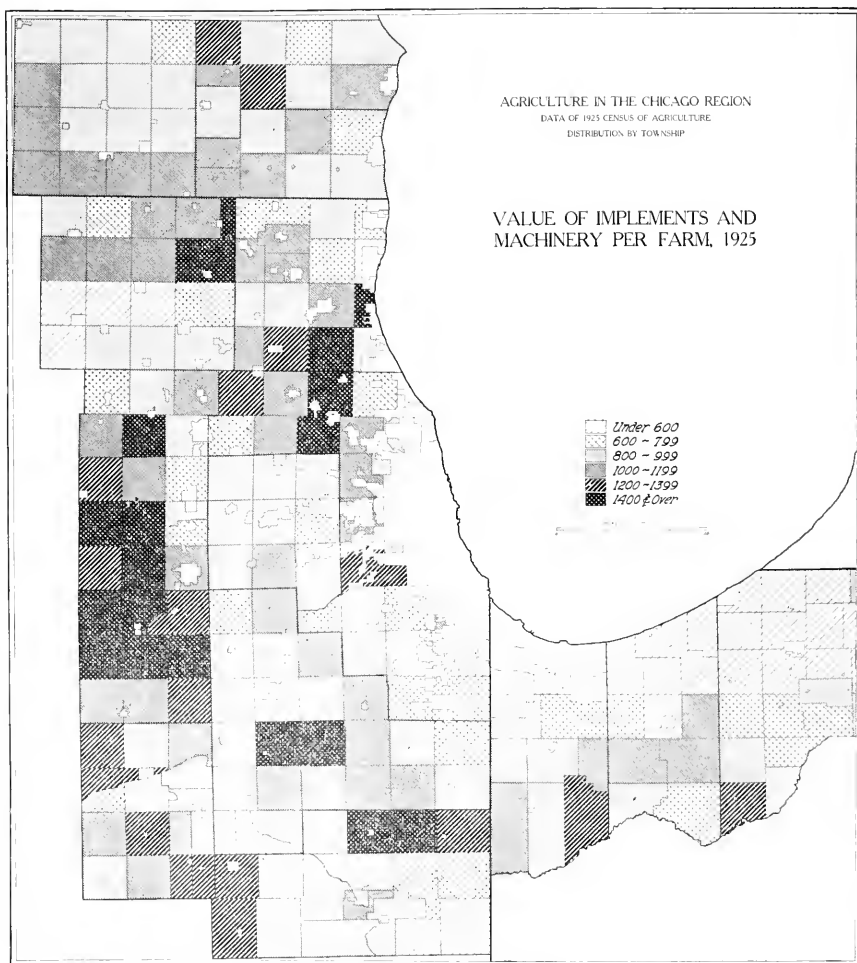 AGRICULTURE IN THE CHICAGO REGION
DATA OF 1925 CENSUS OF AGRICULTURE
DISTRIBUTION BY TOWNSHIP
VALUE OF IMPLEMENTS AND
MACHINERY PER FARM, 1925
Under 600
600 - 799
800 - 999
1000 - 1199
1200 - 1399
1400 & Over